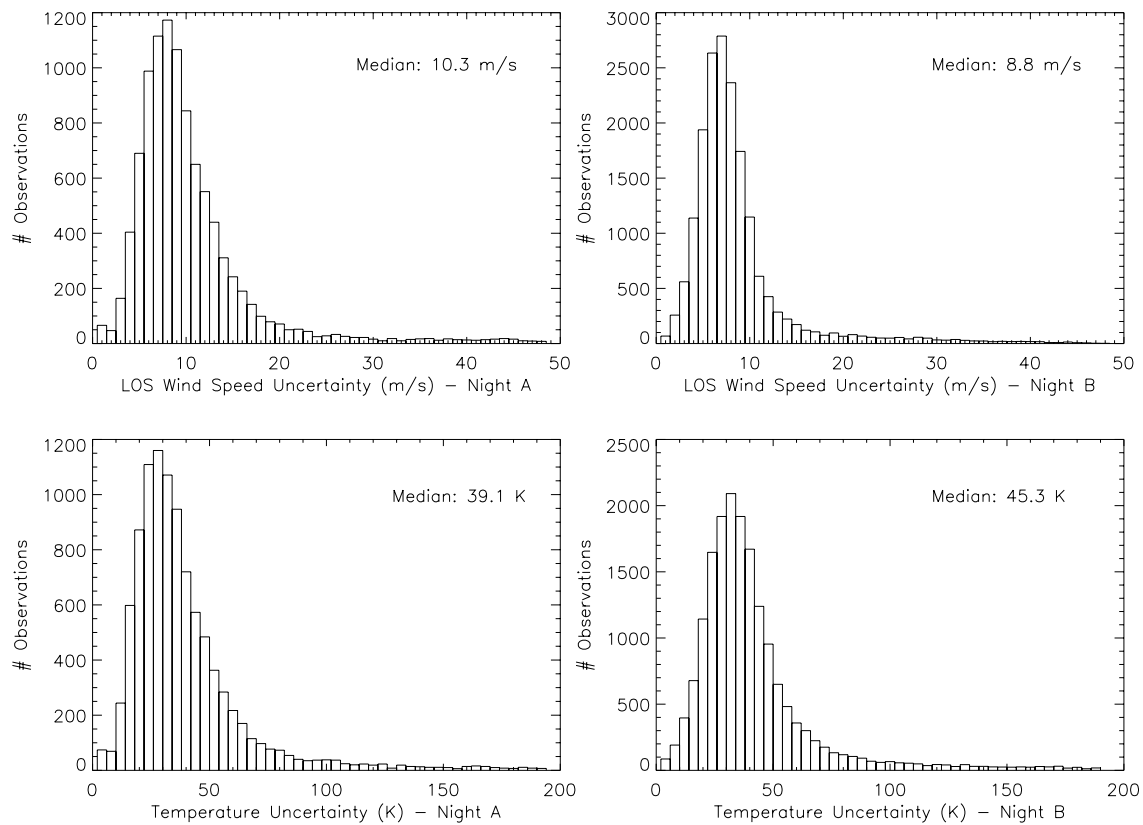 1200
1000
800
600
400
200
0
# Observations
Median: 10.3 m/s
0 10 20 30 40 50
LOS Wind Speed Uncertainty (m/s) – Night A
3000
2500
2000
1500
1000
500
0
# Observations
Median: 8.8 m/s
0 10 20 30 40 50
LOS Wind Speed Uncertainty (m/s) – Night B
1200
1000
800
600
400
200
0
# Observations
Median: 39.1 K
0 50 100 150 200
Temperature Uncertainty (K) – Night A
2500
2000
1500
1000
500
0
# Observations
Median: 45.3 K
0 50 100 150 200
Temperature Uncertainty (K) – Night B